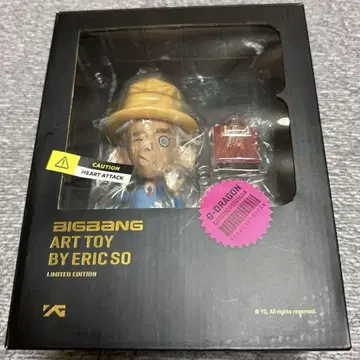 CAUTION
HEART ATTACK
BIGBANG
ART TOY
BY ERIC SO
LIMITED EDITION
G-DRAGON
YG
© YG, All rights reserved.